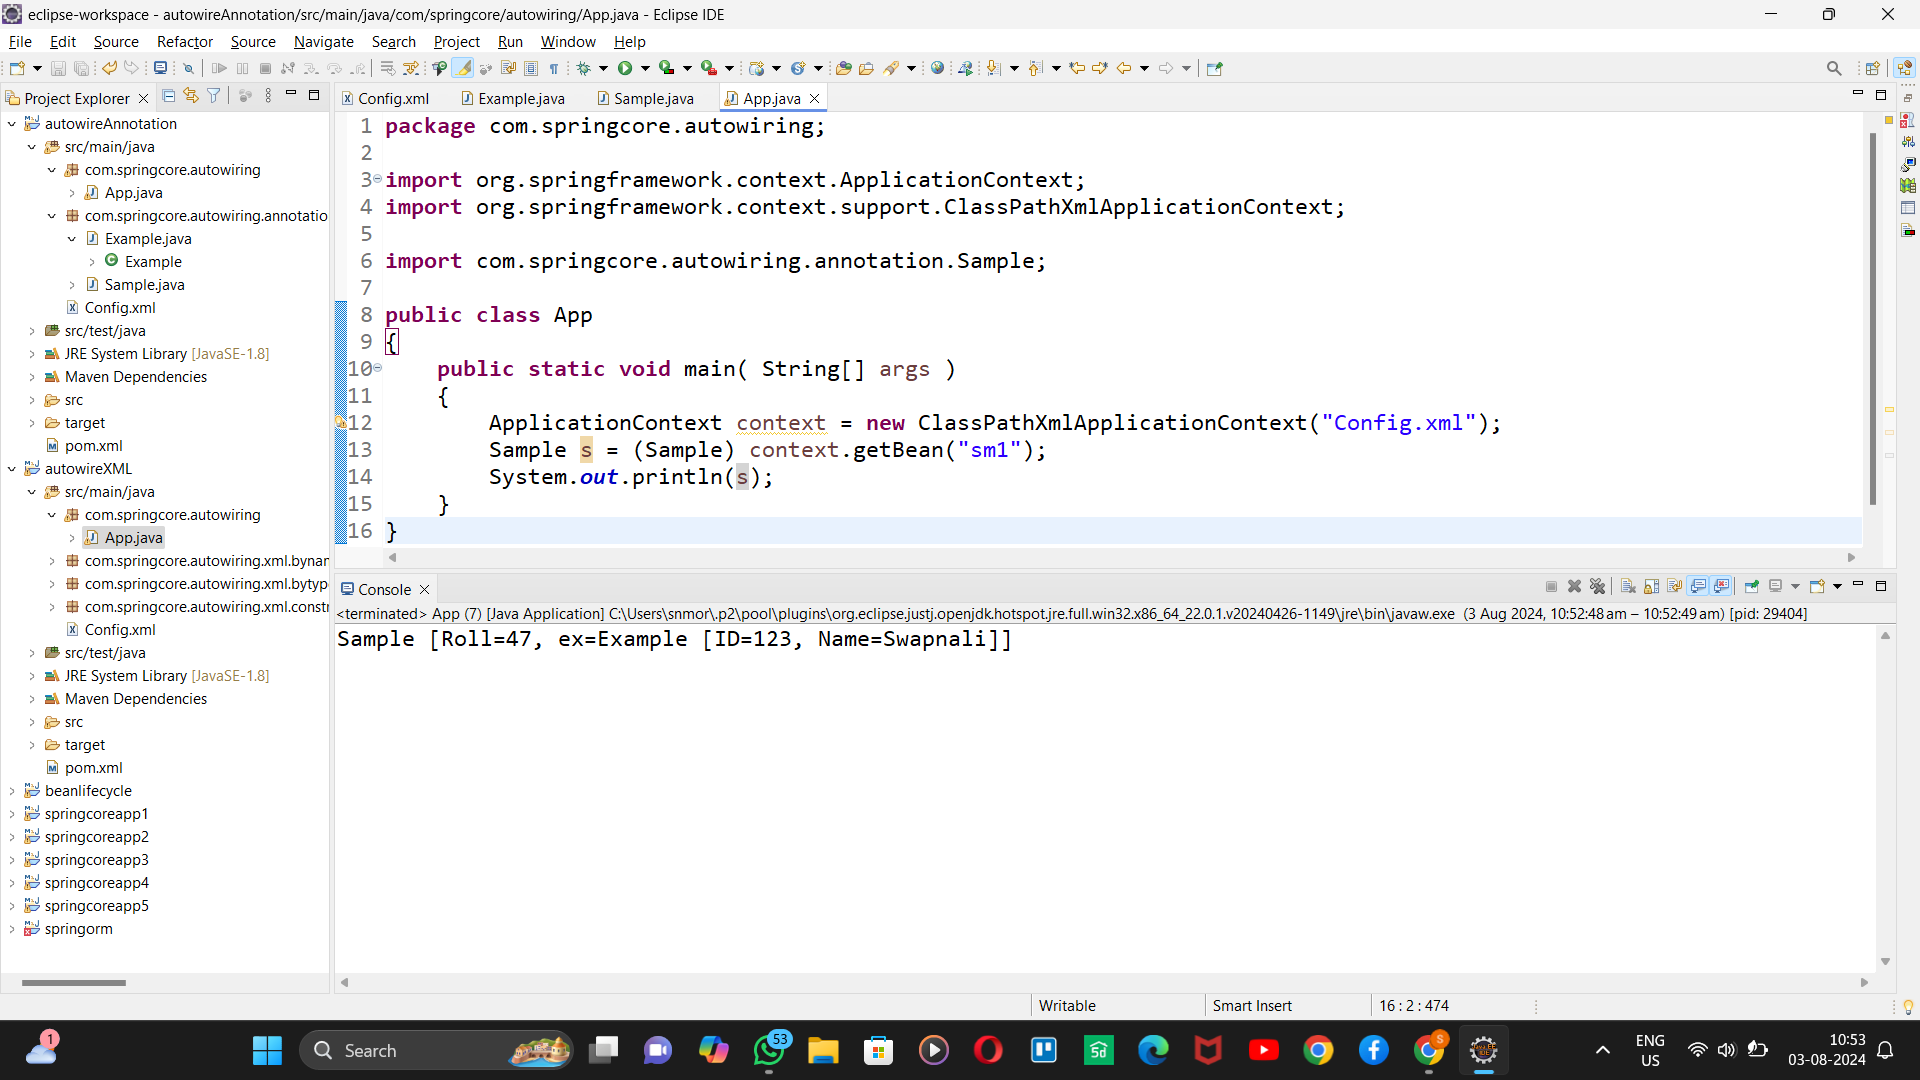 eclipse-workspace - autowireAnnotation/src/main/java/com/springcore/autowiring/App.java - Eclipse IDE
File Edit Source Refactor Source Navigate Search Project Run Window Help
Project Explorer
autowireAnnotation
src/main/java
com.springcore.autowiring
App.java
com.springcore.autowiring.annotatio
Example.java
Example
Sample.java
Config.xml
src/test/java
JRE System Library [JavaSE-1.8]
Maven Dependencies
src
target
pom.xml
autowireXML
src/main/java
com.springcore.autowiring
App.java
com.springcore.autowiring.xml.bynam
com.springcore.autowiring.xml.bytyp
com.springcore.autowiring.xml.constr
Config.xml
src/test/java
JRE System Library [JavaSE-1.8]
Maven Dependencies
src
target
pom.xml
beanlifecycle
springcoreapp1
springcoreapp2
springcoreapp3
springcoreapp4
springcoreapp5
springorm
Config.xml Example.java Sample.java App.java
1 package com.springcore.autowiring;
2
3 import org.springframework.context.ApplicationContext;
4 import org.springframework.context.support.ClassPathXmlApplicationContext;
5
6 import com.springcore.autowiring.annotation.Sample;
7
8 public class App
9 {
10 public static void main( String[] args )
11 {
12 ApplicationContext context = new ClassPathXmlApplicationContext("Config.xml");
13 Sample s = (Sample) context.getBean("sm1");
14 System.out.println(s);
15 }
16 }
Console
<terminated> App (7) [Java Application] C:\Users\snmor\.p2\pool\plugins\org.eclipse.justj.openjdk.hotspot.jre.full.win32.x86_64_22.0.1.v20240426-1149\jre\bin\javaw.exe (3 Aug 2024, 10:52:48 am – 10:52:49 am) [pid: 29404]
Sample [Roll=47, ex=Example [ID=123, Name=Swapnali]]
Writable Smart Insert 16 : 2 : 474
1
Search
53
S
ENG
US
10:53
03-08-2024